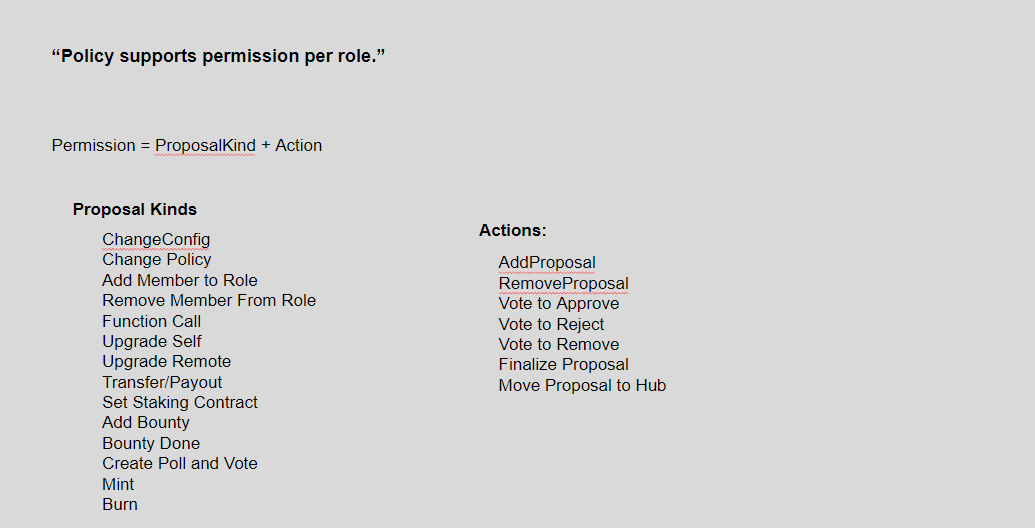 “Policy supports permission per role.”
Permission = ProposalKind + Action
Proposal Kinds
ChangeConfig
Change Policy
Add Member to Role
Remove Member From Role
Function Call
Upgrade Self
Upgrade Remote
Transfer/Payout
Set Staking Contract
Add Bounty
Bounty Done
Create Poll and Vote
Mint
Burn
Actions:
AddProposal
RemoveProposal
Vote to Approve
Vote to Reject
Vote to Remove
Finalize Proposal
Move Proposal to Hub